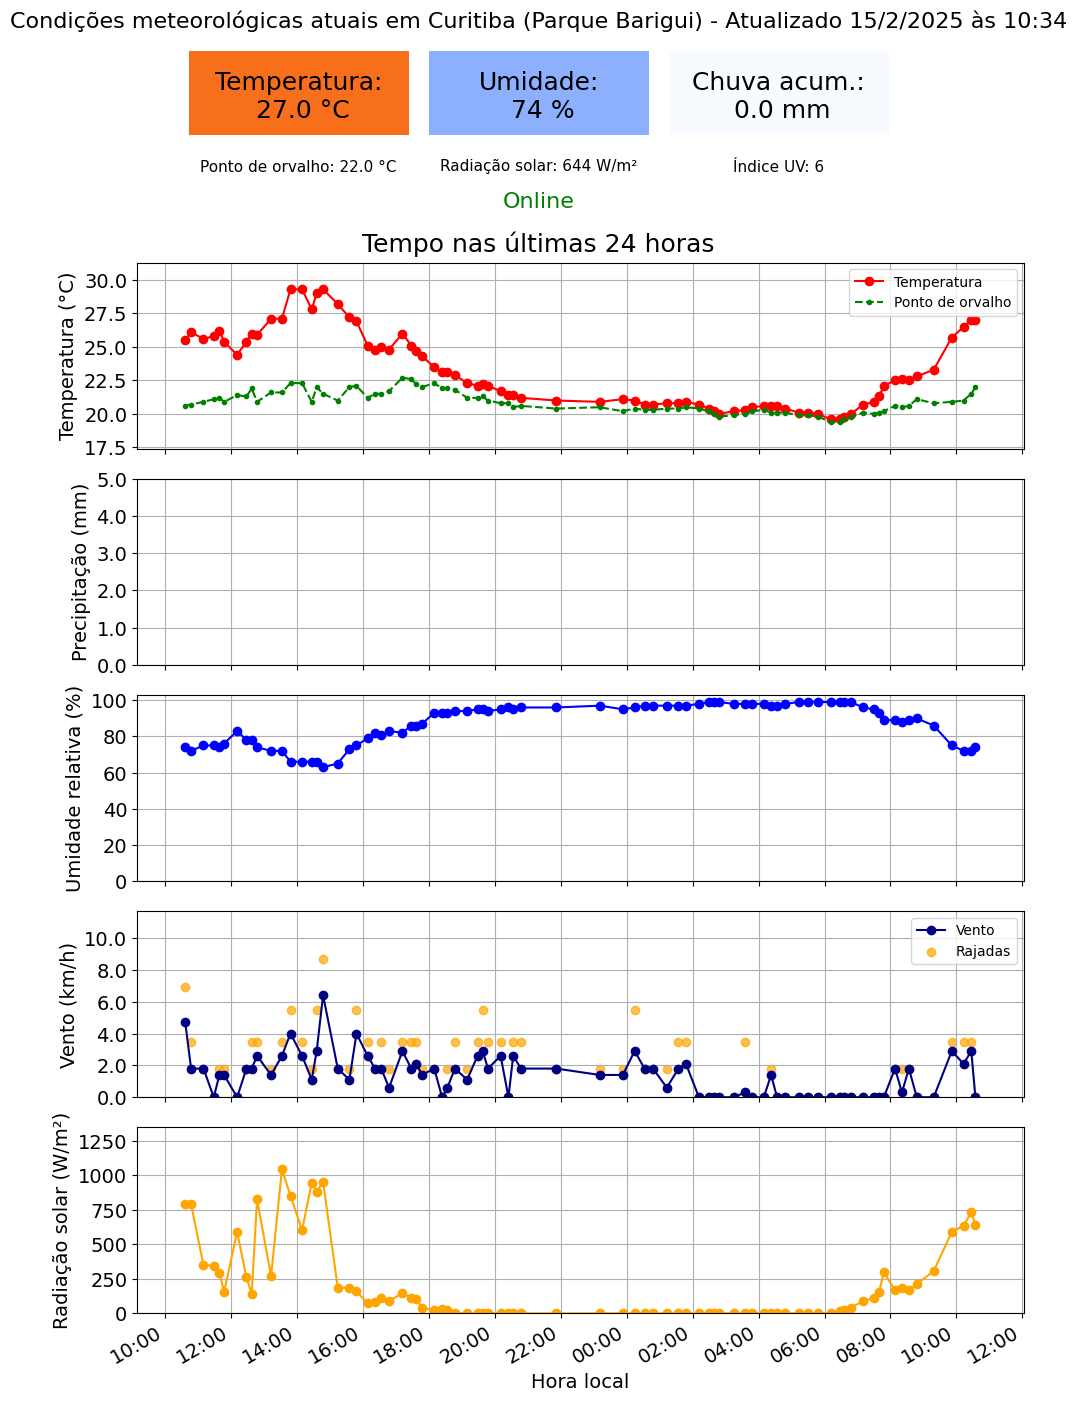 Condições meteorológicas atuais em Curitiba (Parque Barigui) - Atualizado 15/2/2025 às 10:34
Temperatura:
27.0 °C
Umidade:
74 %
Chuva acum.:
0.0 mm
Ponto de orvalho: 22.0 °C
Radiação solar: 644 W/m²
Índice UV: 6
Online
Tempo nas últimas 24 horas
Temperatura (°C)
30.0
27.5
25.0
22.5
20.0
17.5
Temperatura
Ponto de orvalho
Precipitação (mm)
5.0
4.0
3.0
2.0
1.0
0.0
Umidade relativa (%)
100
80
60
40
20
0
Vento (km/h)
10.0
8.0
6.0
4.0
2.0
0.0
Vento
Rajadas
Radiação solar (W/m²)
1250
1000
750
500
250
0
10:00
12:00
14:00
16:00
18:00
20:00
22:00
00:00
02:00
04:00
06:00
08:00
10:00
12:00
Hora local